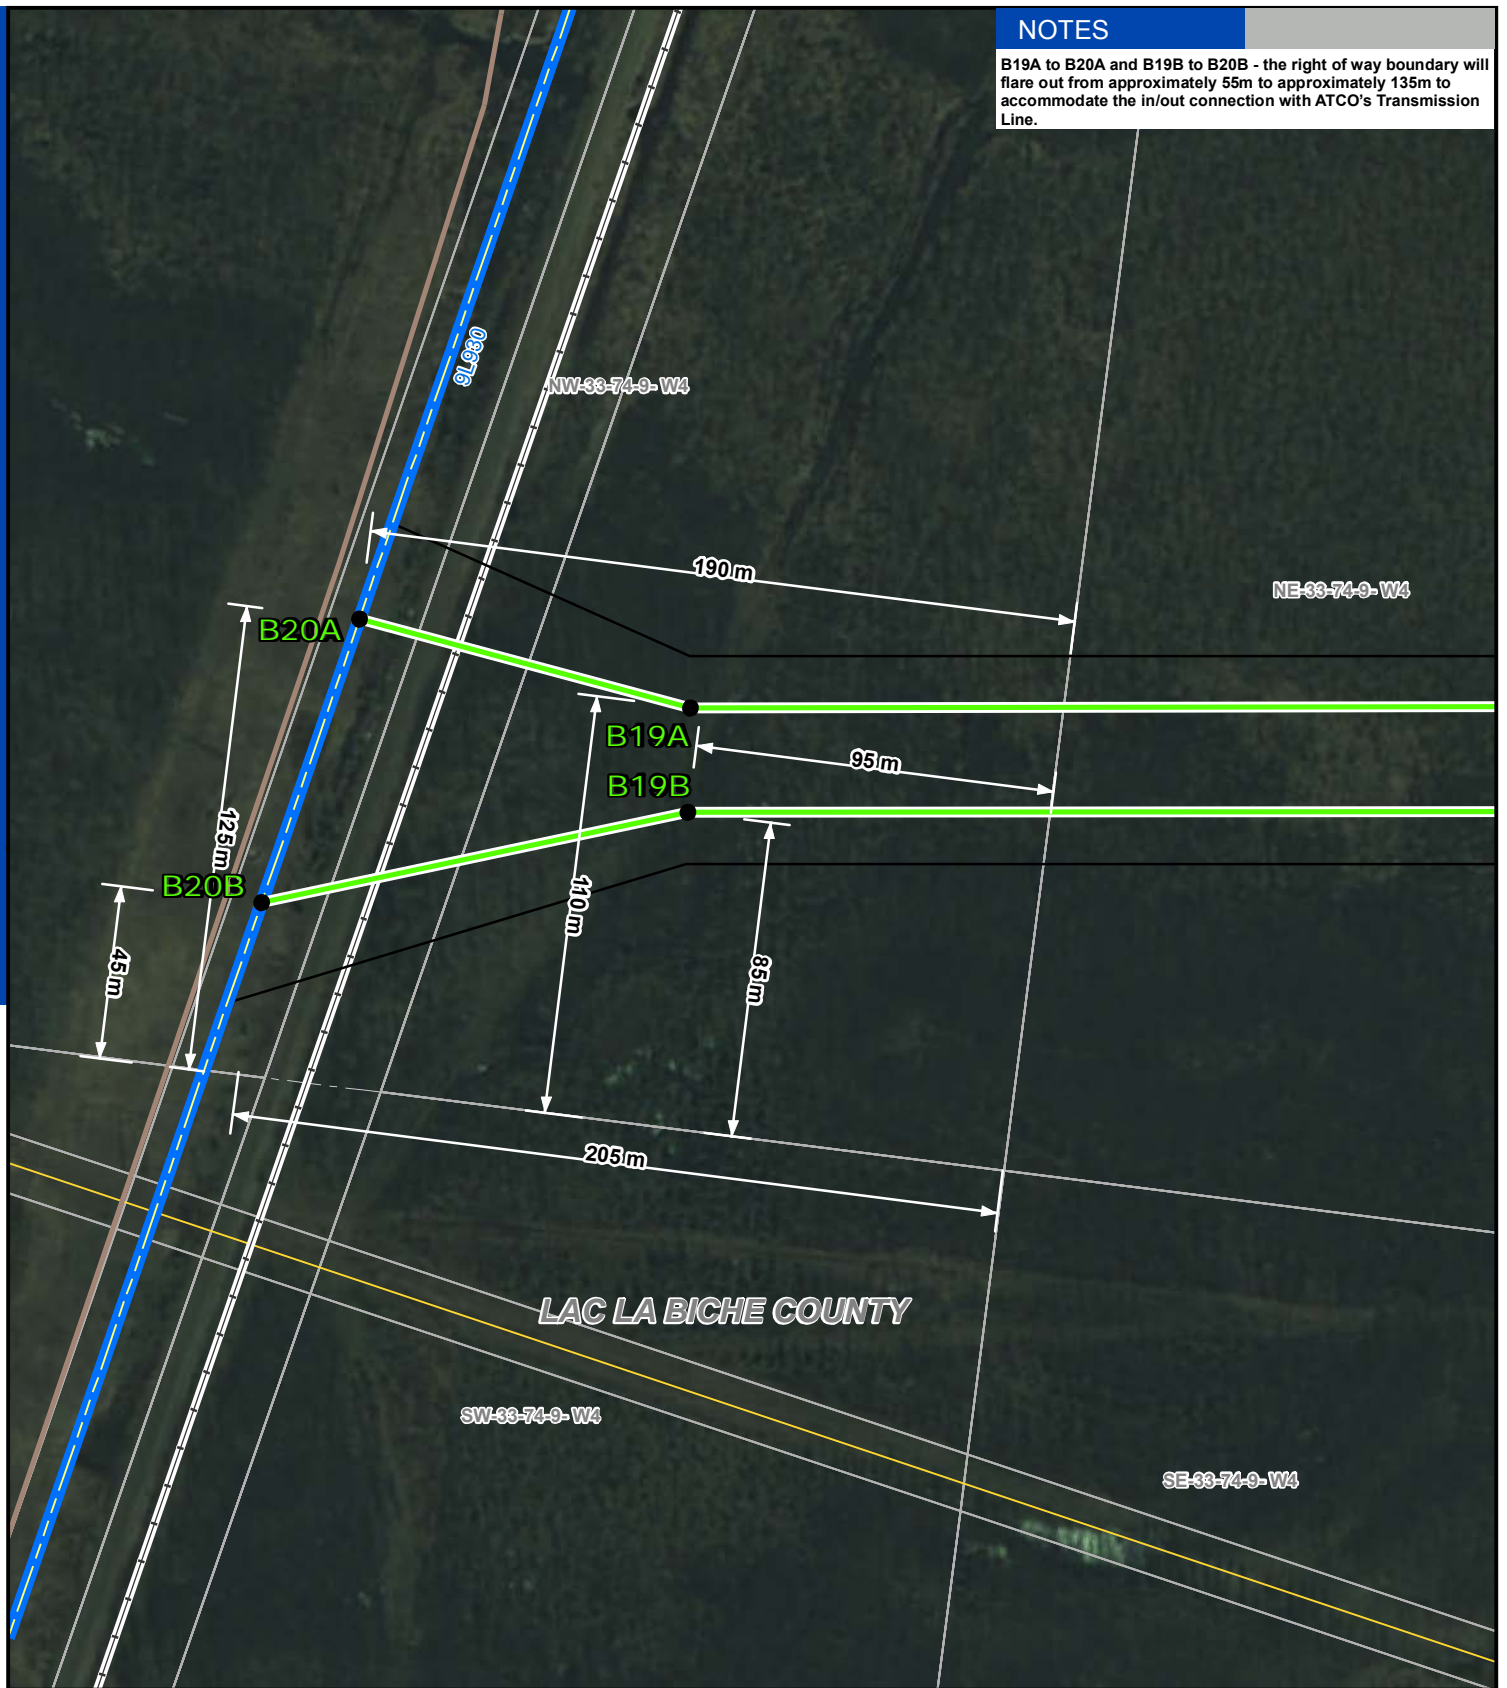 NOTES
B19A to B20A and B19B to B20B - the right of way boundary will
flare out from approximately 55m to approximately 135m to
accommodate the in/out connection with ATCO's Transmission
Line.
9L930
NW-33-74-9-W4
190 m
NE-33-74-9-W4
B20A
B19A
95 m
B19B
125 m
B20B
110 m
45 m
85 m
205 m
LAC LA BICHE COUNTY
SW-33-74-9-W4
SE-33-74-9-W4